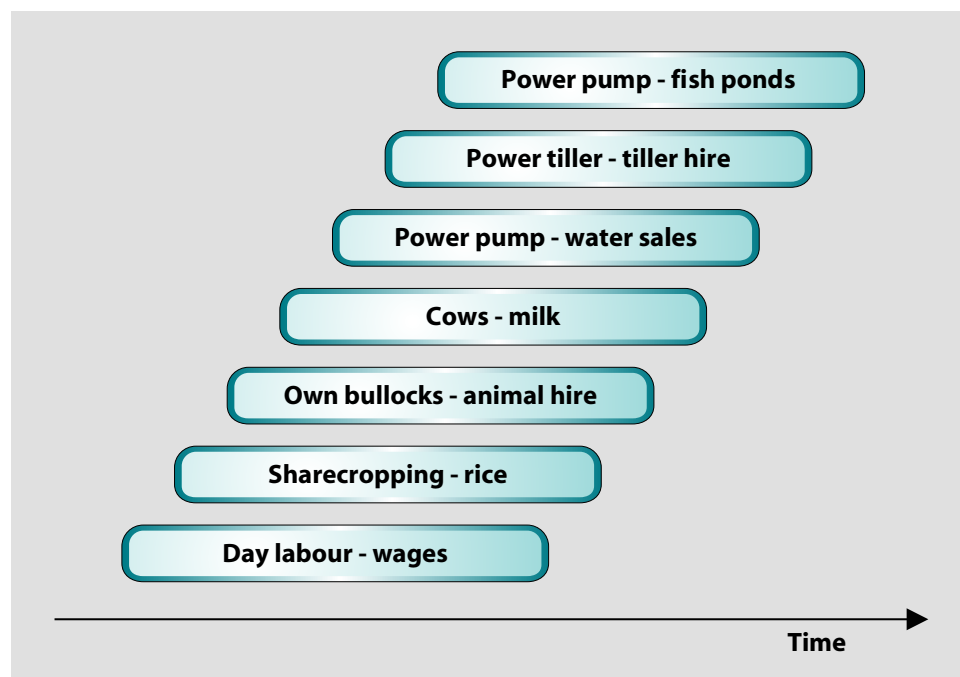 Power pump - fish ponds
Power tiller - tiller hire
Power pump - water sales
Cows - milk
Own bullocks - animal hire
Sharecropping - rice
Day labour - wages
Time